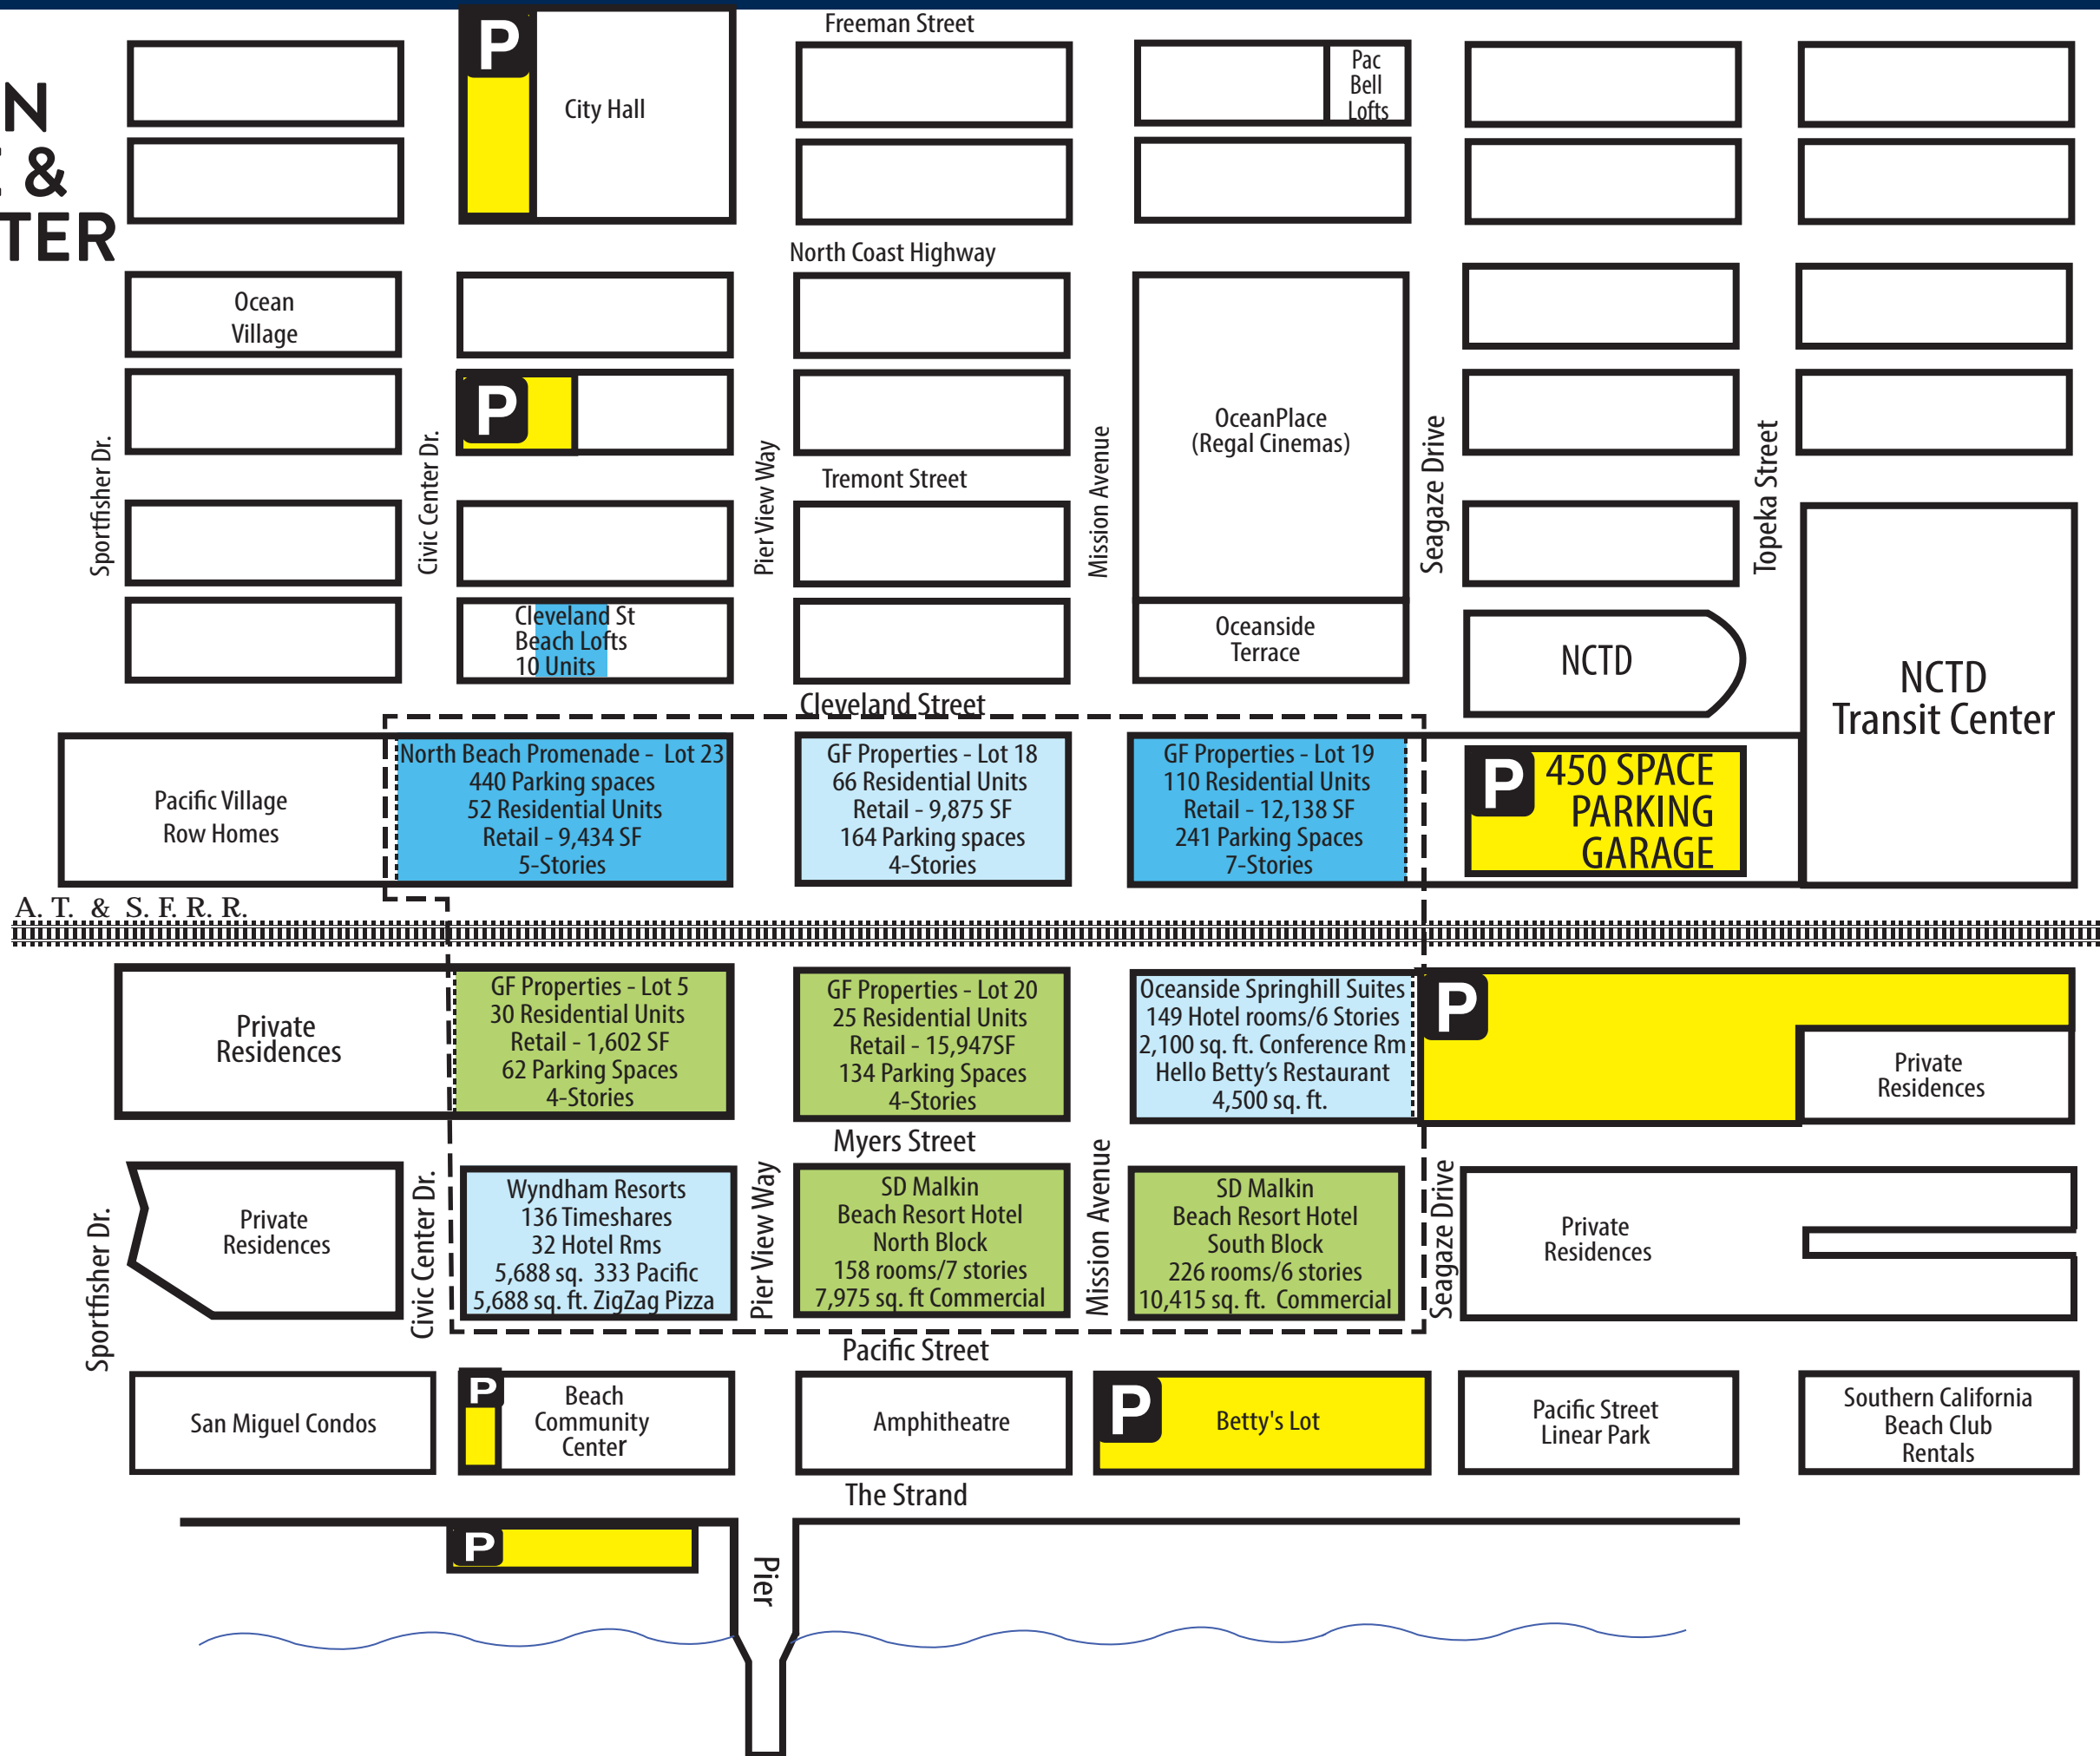 N
E &
TER
Freeman Street
P
City Hall
Pac
Bell
Lofts
North Coast Highway
Ocean
Village
P
OceanPlace
(Regal Cinemas)
Sportfisher Dr.
Civic Center Dr.
Pier View Way
Tremont Street
Mission Avenue
Seagaze Drive
Topeka Street
Cleveland St
Beach Lofts
10 Units
Oceanside
Terrace
NCTD
NCTD
Transit Center
Cleveland Street
Pacific Village
Row Homes
North Beach Promenade - Lot 23
440 Parking spaces
52 Residential Units
Retail - 9,434 SF
5-Stories
GF Properties - Lot 18
66 Residential Units
Retail - 9,875 SF
164 Parking spaces
4-Stories
GF Properties - Lot 19
110 Residential Units
Retail - 12,138 SF
241 Parking Spaces
7-Stories
P
450 SPACE
PARKING
GARAGE
A. T. & S. F. R. R.
Private
Residences
GF Properties - Lot 5
30 Residential Units
Retail - 1,602 SF
62 Parking Spaces
4-Stories
GF Properties - Lot 20
25 Residential Units
Retail - 15,947SF
134 Parking Spaces
4-Stories
Oceanside Springhill Suites
149 Hotel rooms/6 Stories
2,100 sq. ft. Conference Rm
Hello Betty's Restaurant
4,500 sq. ft.
P
Private
Residences
Myers Street
Sportfisher Dr.
Private
Residences
Civic Center Dr.
Wyndham Resorts
136 Timeshares
32 Hotel Rms
5,688 sq. 333 Pacific
5,688 sq. ft. ZigZag Pizza
Pier View Way
SD Malkin
Beach Resort Hotel
North Block
158 rooms/7 stories
7,975 sq. ft Commercial
Mission Avenue
SD Malkin
Beach Resort Hotel
South Block
226 rooms/6 stories
10,415 sq. ft. Commercial
Seagaze Drive
Private
Residences
Pacific Street
San Miguel Condos
P
Beach
Community
Center
Amphitheatre
P
Betty's Lot
Pacific Street
Linear Park
Southern California
Beach Club
Rentals
The Strand
P
Pier